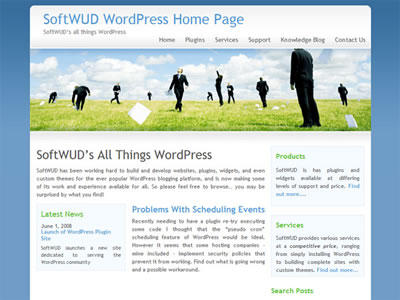 SoftWUD WordPress Home Page
SoftWUD's all things WordPress
Home Plugins Services Support Knowledge Blog Contact Us
SoftWUD's All Things WordPress
SoftWUD has been working hard to build and develop websites, plugins, widgets, and even
custom themes for the ever popular WordPress blogging platform, and is now making some
of its work and experience available for all. So please feel free to browse... you may be
surprised by what you find!
Latest News
June 1, 2008
Launch of WordPress Plugin
Site
SoftWUD launches a new site
dedicated to serving the
WordPress community
Problems With Scheduling Events
Recently needing to have a plugin re-try executing
some code I thought that the "pseudo cron"
scheduling feature of WordPress would be ideal.
However it seems that some hosting companies -
mine included - implement security policies that
prevent it from working. Find out what is going wrong
and a possible workaround.
Products
SoftWUD is has plugins and
widgets available at differing
levels of support and price. Find
out more....
Services
SoftWUD provides various services
at a competitive price, ranging
from simply installing WordPress
to building complete sites with
custom themes. Find out more...
Search Posts